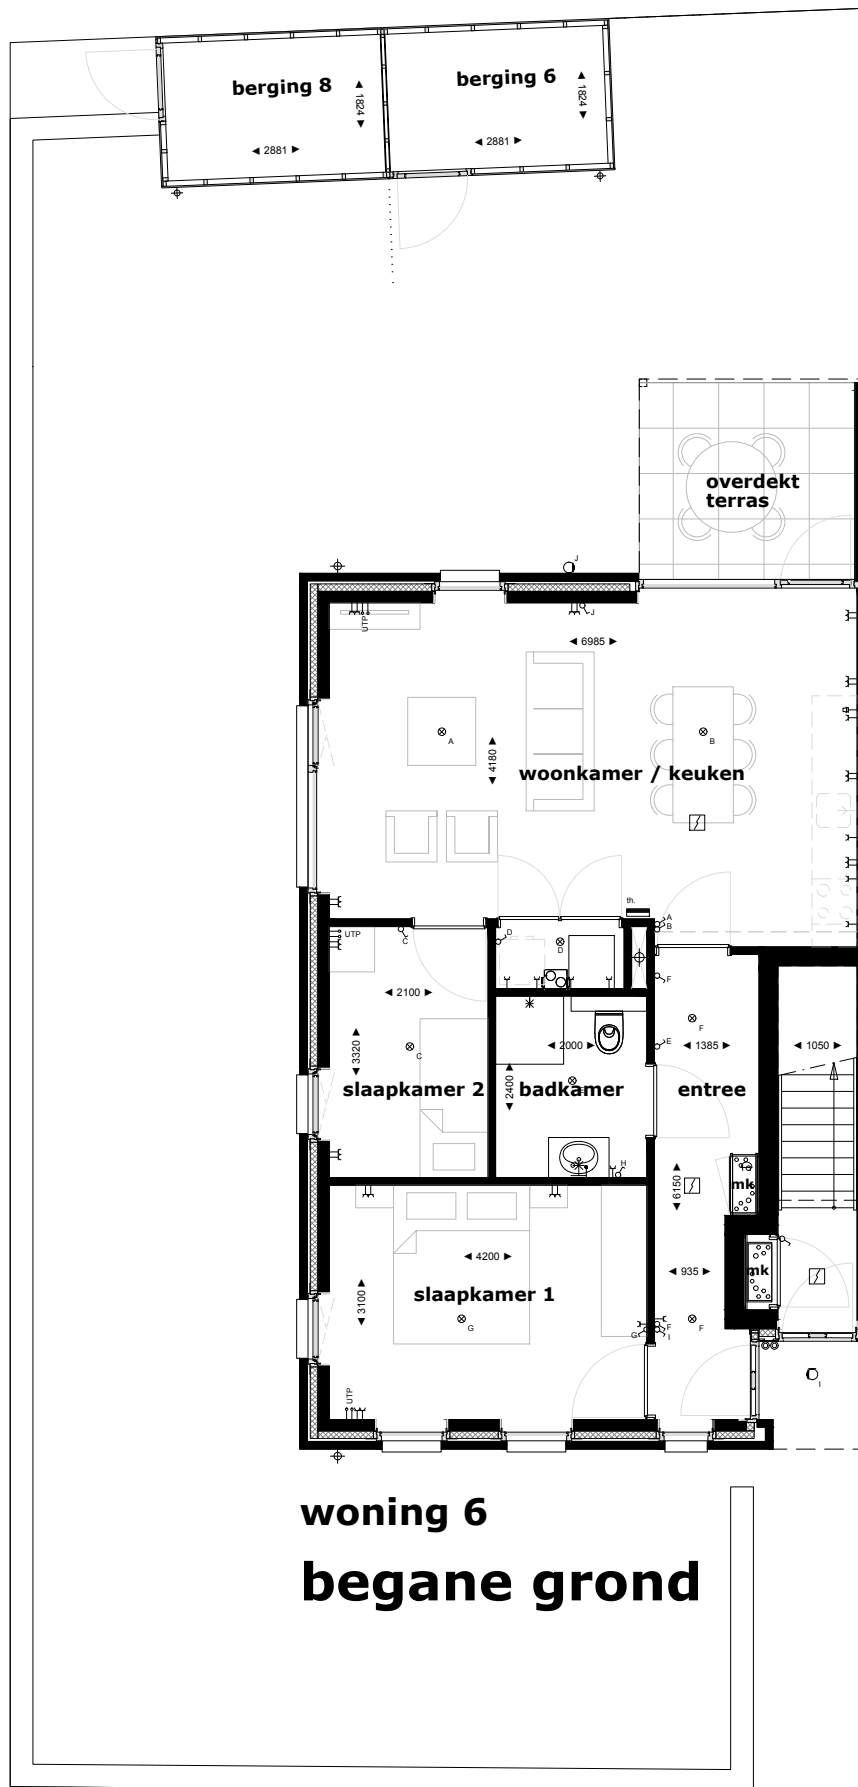 berging 8
1824
2881
berging 6
1824
2881
overdekt
terras
J
J
UTP
6985
A
B
4180
woonkamer / keuken
th.
A
B
UTP
C
D
D
F
2100
F
3320
C
2000
E
1385
1050
slaapkamer 2
2400
badkamer
entree
H
6150
mk
4200
935
mk
3100
slaapkamer 1
G
G
F
I
F
UTP
I
woning 6
begane grond